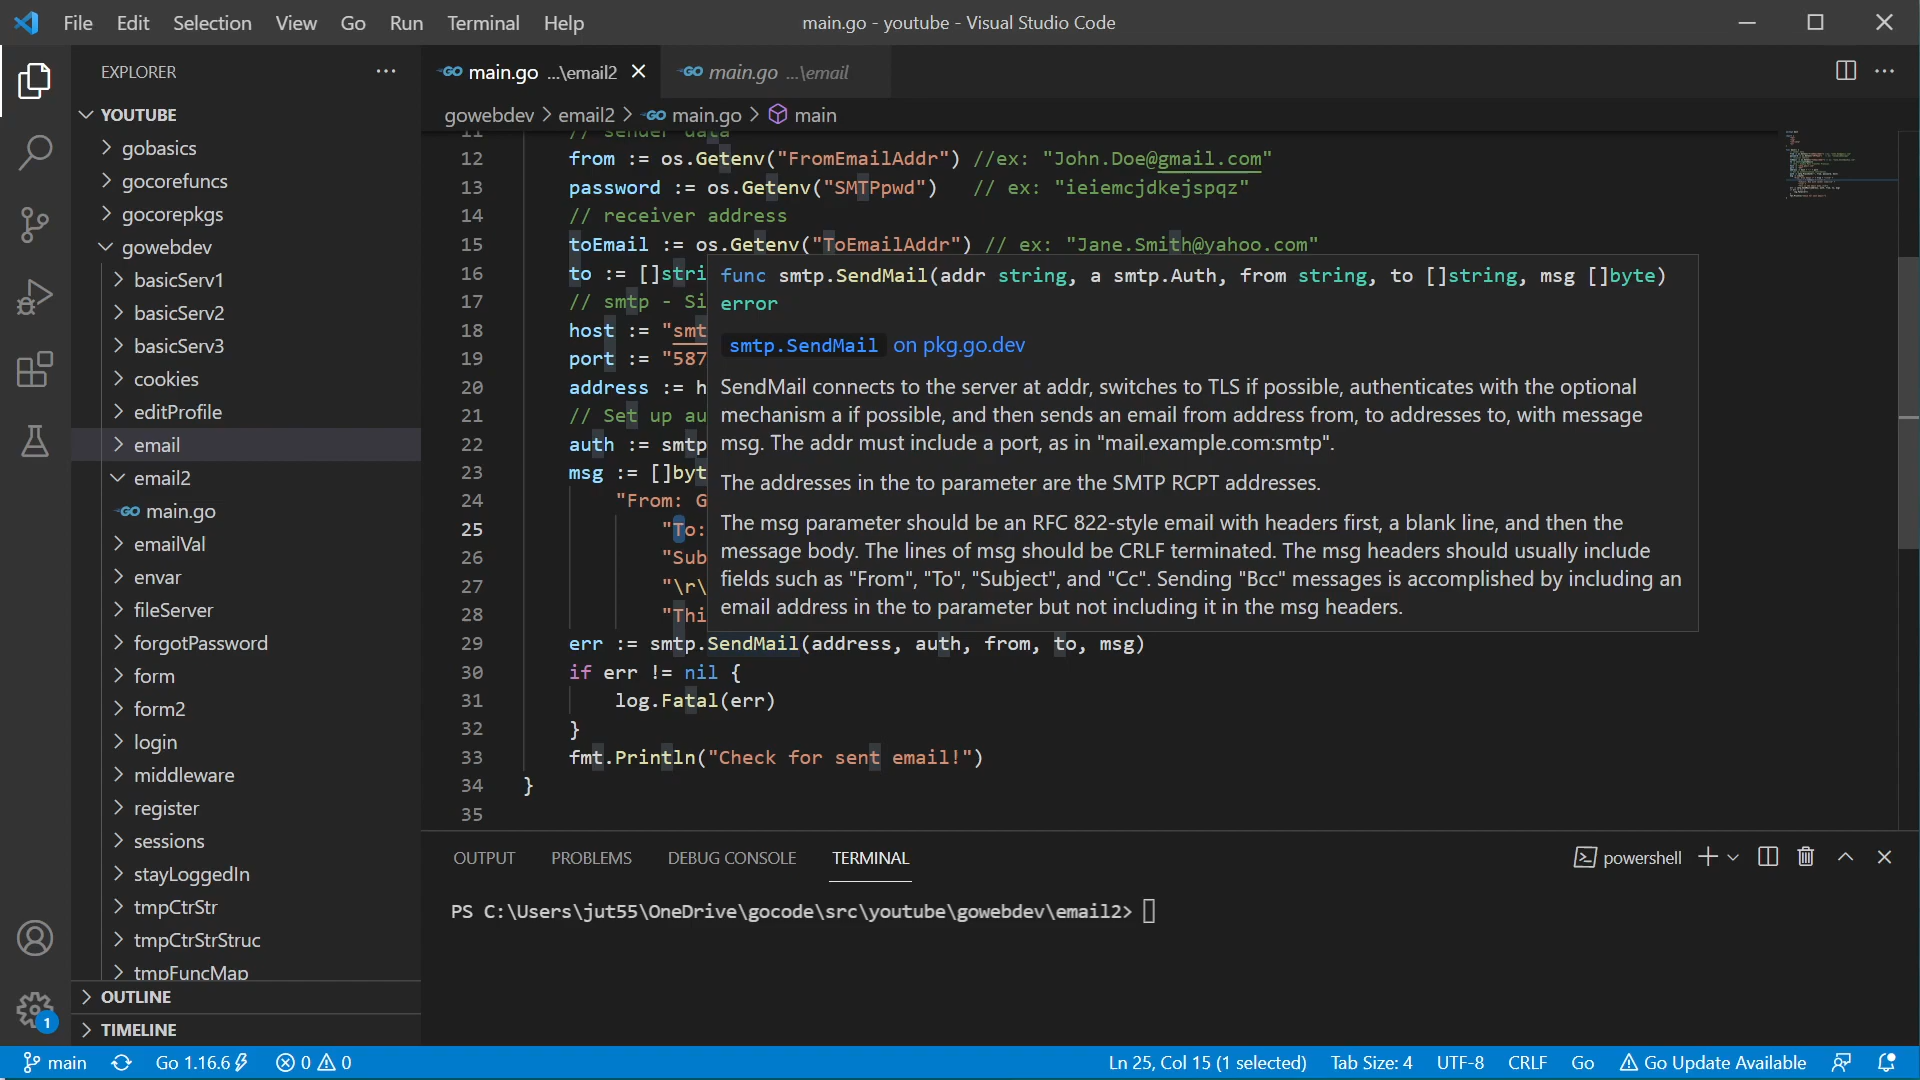 File Edit Selection View Go Run Terminal Help
main.go - youtube - Visual Studio Code
EXPLORER
YOUTUBE
gobasics
gocorefuncs
gocorepkgs
gowebdev
basicServ1
basicServ2
basicServ3
cookies
editProfile
email
email2
main.go
emailVal
envar
fileServer
forgotPassword
form
form2
login
middleware
register
sessions
stayLoggedIn
tmpCtrStr
tmpCtrStrStruc
tmpFuncMap
OUTLINE
TIMELINE
1
main.go ...\email2
main.go ...\email
gowebdev > email2 > main.go > main
11 // sender data
12 from := os.Getenv("FromEmailAddr") //ex: "John.Doe@gmail.com"
13 password := os.Getenv("SMTPpwd") // ex: "ieiemcjdkejspqz"
14 // receiver address
15 toEmail := os.Getenv("ToEmailAddr") // ex: "Jane.Smith@yahoo.com"
16 to := []stri
17 // smtp - Si
18 host := "smt
19 port := "587
20 address := h
21 // Set up au
22 auth := smtp
23 msg := []byt
24 "From: G
25 "To:
26 "Sub
27 "\r\
28 "Thi
func smtp.SendMail(addr string, a smtp.Auth, from string, to []string, msg []byte)
error
smtp.SendMail on pkg.go.dev
SendMail connects to the server at addr, switches to TLS if possible, authenticates with the optional
mechanism a if possible, and then sends an email from address from, to addresses to, with message
msg. The addr must include a port, as in "mail.example.com:smtp".
The addresses in the to parameter are the SMTP RCPT addresses.
The msg parameter should be an RFC 822-style email with headers first, a blank line, and then the
message body. The lines of msg should be CRLF terminated. The msg headers should usually include
fields such as "From", "To", "Subject", and "Cc". Sending "Bcc" messages is accomplished by including an
email address in the to parameter but not including it in the msg headers.
29 err := smtp.SendMail(address, auth, from, to, msg)
30 if err != nil {
31 log.Fatal(err)
32 }
33 fmt.Println("Check for sent email!")
34 }
35
OUTPUT PROBLEMS DEBUG CONSOLE TERMINAL
powershell
PS C:\Users\jut55\OneDrive\gocode\src\youtube\gowebdev\email2>
main Go 1.16.6 0 0
Ln 25, Col 15 (1 selected) Tab Size: 4 UTF-8 CRLF Go Go Update Available